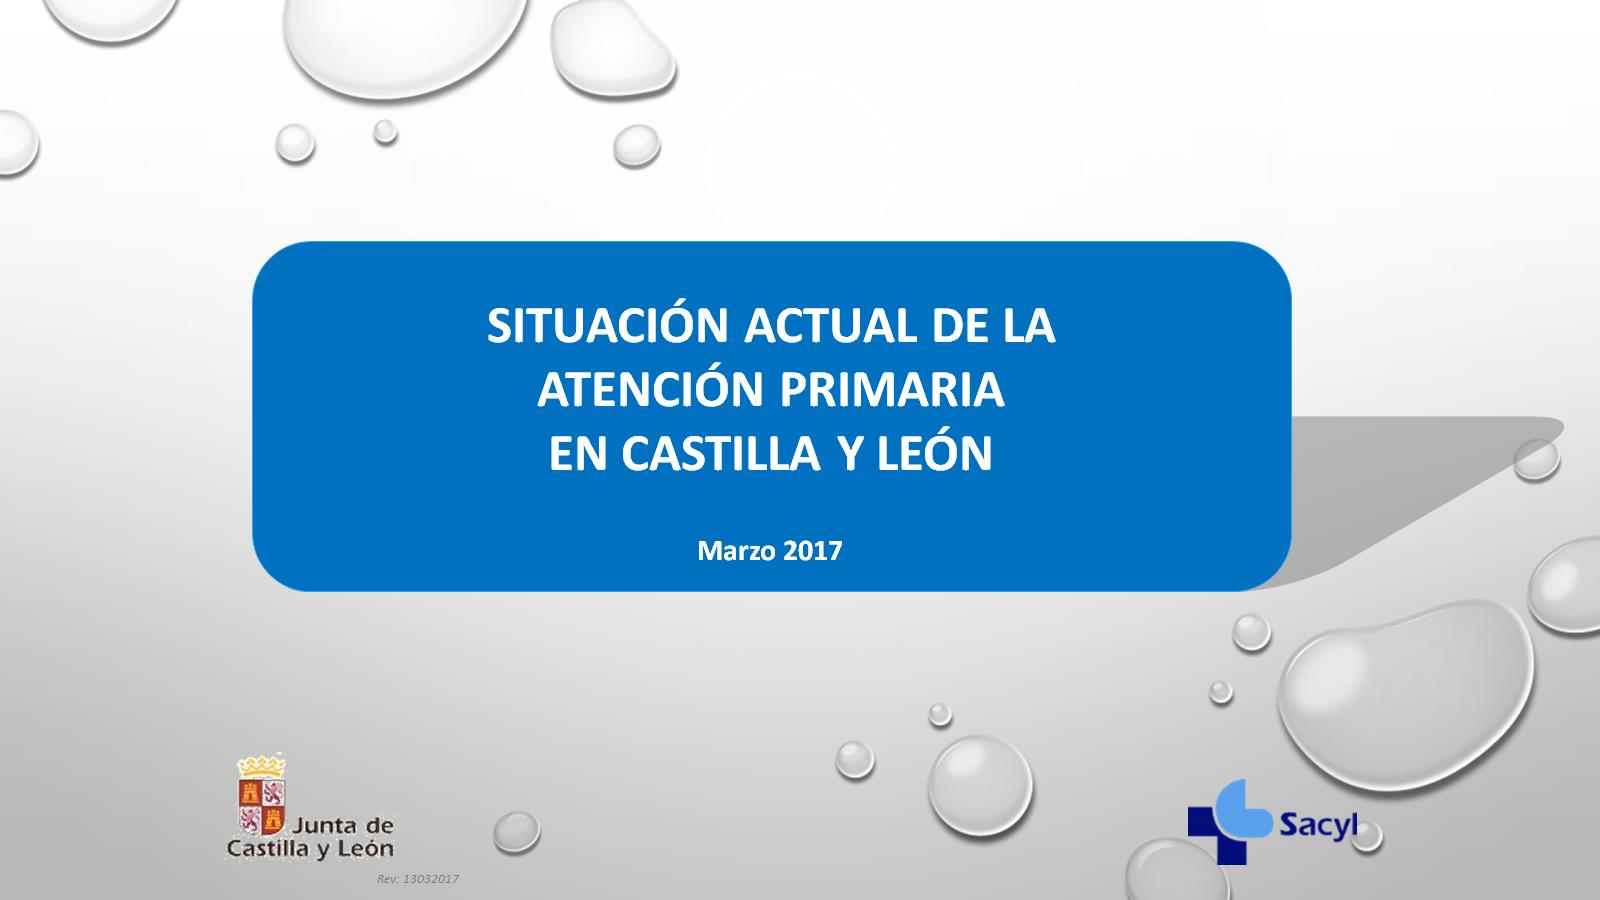 SITUACIÓN ACTUAL DE LA
ATENCIÓN PRIMARIA
EN CASTILLA Y LEÓN
Marzo 2017
Junta de
Castilla y León
Rev: 13032017
Sacyl